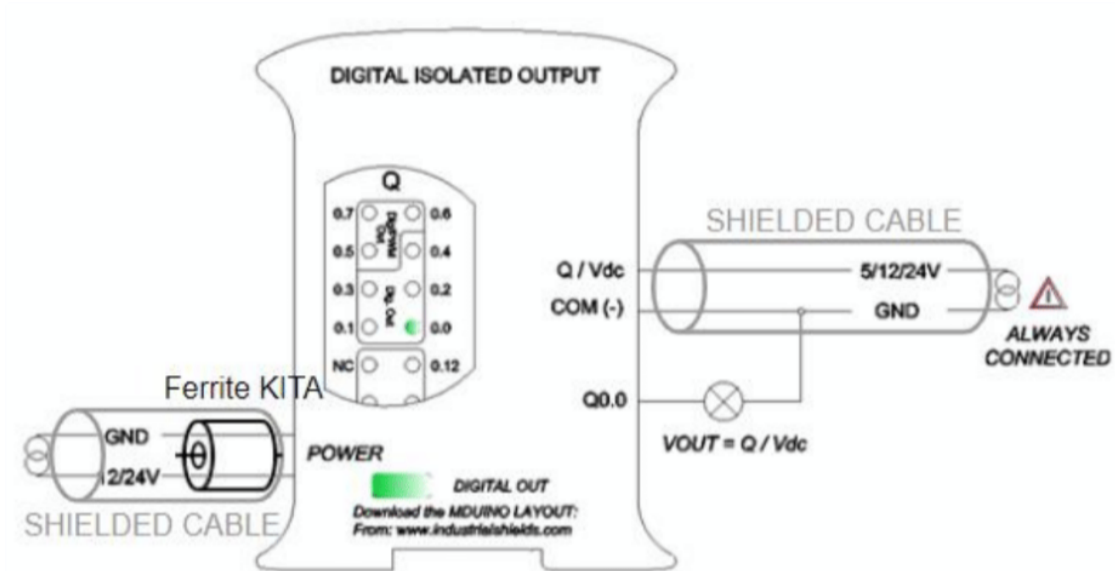 DIGITAL ISOLATED OUTPUT
Q
0.7
0.6
0.5
0.4
0.3
0.2
0.1
0.0
NC
0.12
Dig. Out
SHIELDED CABLE
Q / Vdc
5/12/24V
COM (-)
GND
ALWAYS
CONNECTED
Q0.0
VOUT = Q / Vdc
Ferrite KITA
GND
12/24V
POWER
SHIELDED CABLE
DIGITAL OUT
Download the MDUINO LAYOUT:
From: www.industrialshields.com